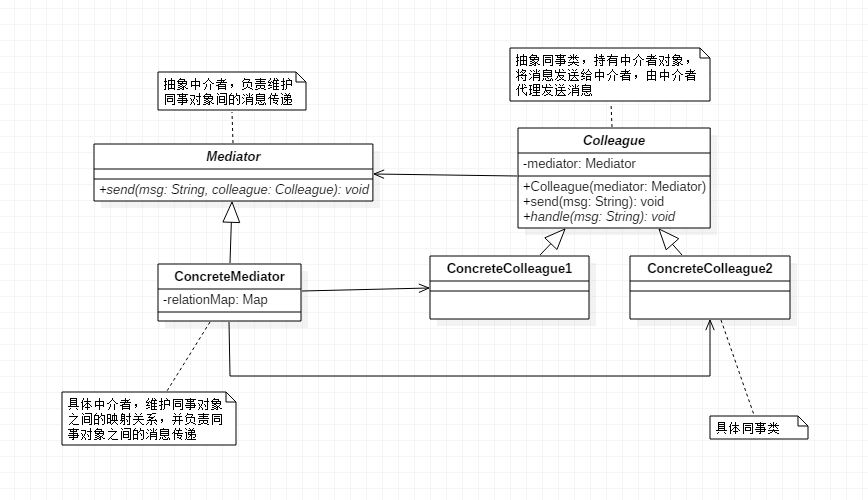 抽象中介者，负责维护
同事对象间的消息传递
抽象同事类，持有中介者对象，
将消息发送给中介者，由中介者
代理发送消息
Mediator
+send(msg: String, colleague: Colleague): void
Colleague
-mediator: Mediator
+Colleague(mediator: Mediator)
+send(msg: String): void
+handle(msg: String): void
ConcreteMediator
-relationMap: Map
ConcreteColleague1
ConcreteColleague2
具体中介者，维护同事对象
之间的映射关系，并负责同
事对象之间的消息传递
具体同事类